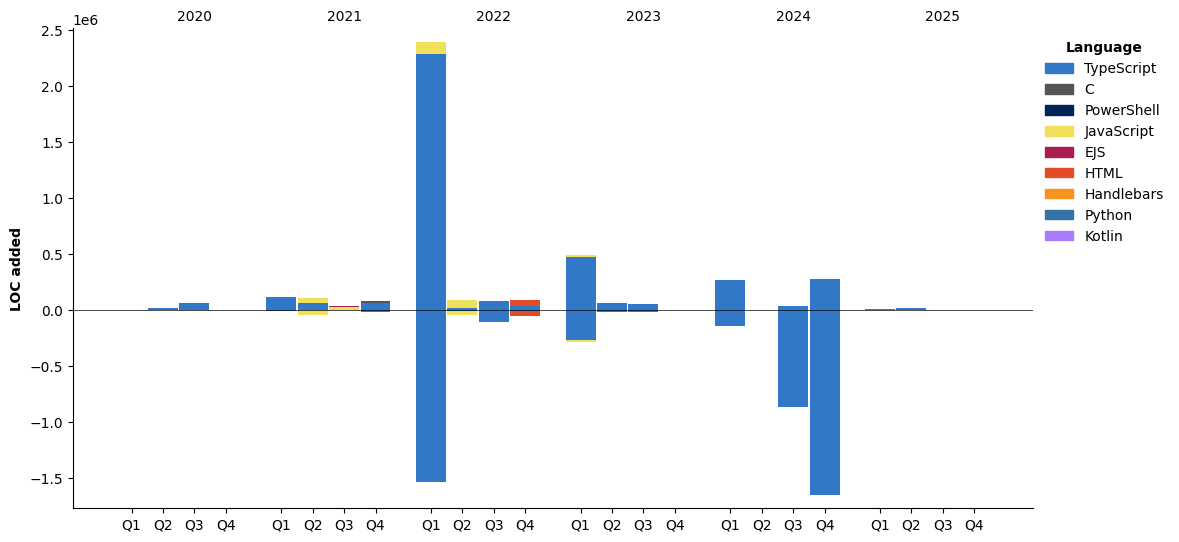 1e6
2020 2021 2022 2023 2024 2025
2.5
2.0
1.5
1.0
0.5
0.0
−0.5
−1.0
−1.5
LOC added
Q1 Q2 Q3 Q4 Q1 Q2 Q3 Q4 Q1 Q2 Q3 Q4 Q1 Q2 Q3 Q4 Q1 Q2 Q3 Q4 Q1 Q2 Q3 Q4
Language
TypeScript
C
PowerShell
JavaScript
EJS
HTML
Handlebars
Python
Kotlin